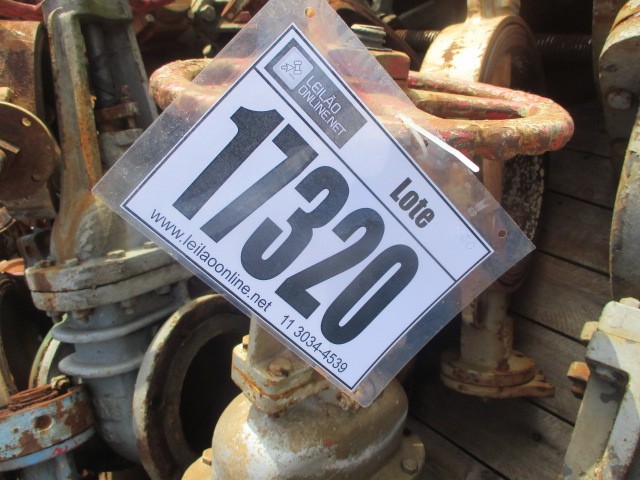 LEILÃO
ONLINE.NET
Lote
17320
www.leilaoonline.net 11 3034-4539